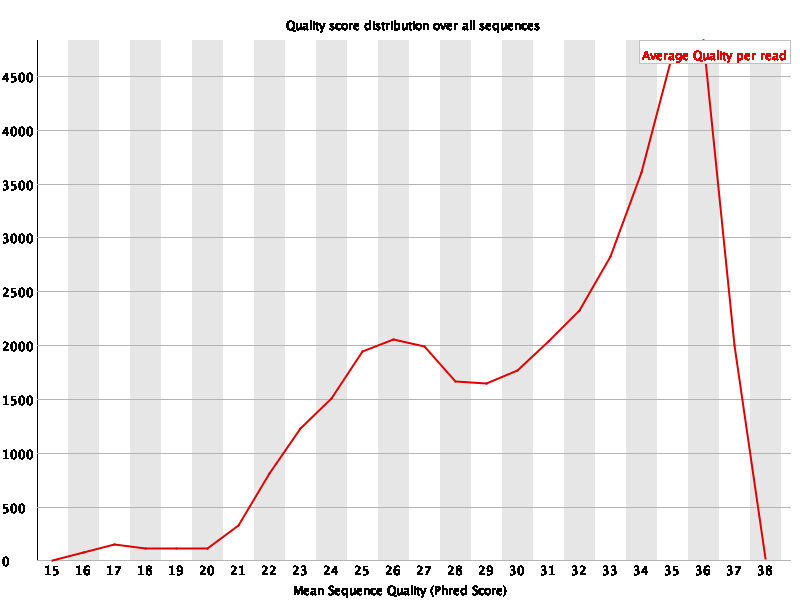 Quality score distribution over all sequences
Average Quality per read
4500
4000
3500
3000
2500
2000
1500
1000
500
0
15 16 17 18 19 20 21 22 23 24 25 26 27 28 29 30 31 32 33 34 35 36 37 38
Mean Sequence Quality (Phred Score)